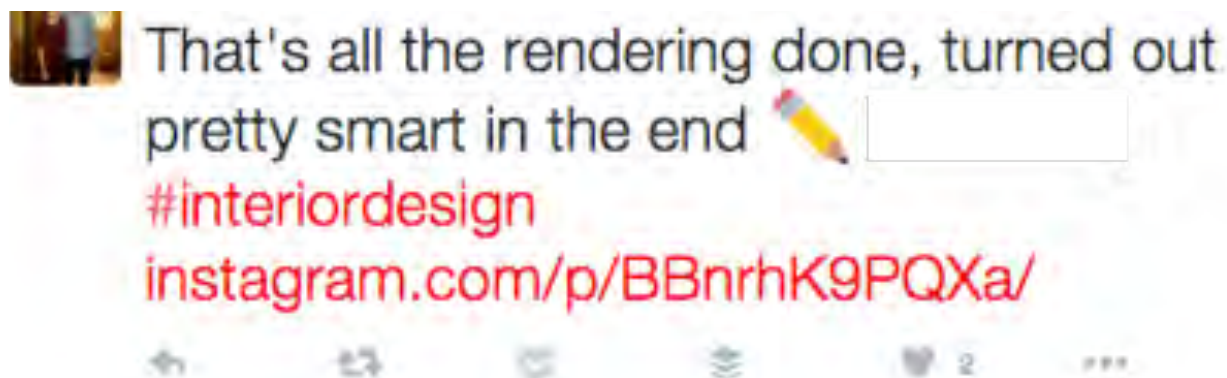 That's all the rendering done, turned out
pretty smart in the end ✏️
#interiordesign
instagram.com/p/BBnrhK9PQXa/
2